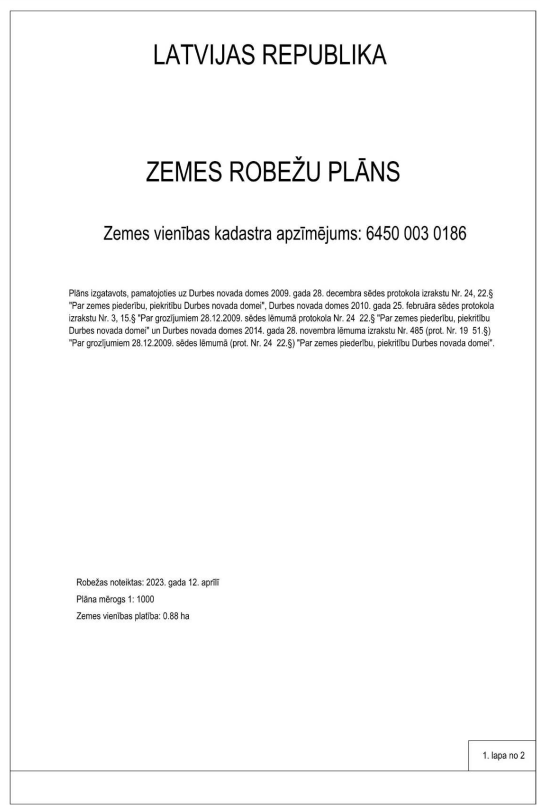 LATVIJAS REPUBLIKA
ZEMES ROBEŽU PLĀNS
Zemes vienības kadastra apzīmējums: 6450 003 0186
Plāns izgatavots, pamatojoties uz Durbes novada domes 2009. gada 28. decembra sēdes protokola izrakstu Nr. 24, 22.§
"Par zemes piederību, piekritību Durbes novada domei", Durbes novada domes 2010. gada 25. februāra sēdes protokola
izrakstu Nr. 3, 15.§ "Par grozījumiem 28.12.2009. sēdes lēmumā protokola Nr. 24 22.§ "Par zemes piederību, piekritību
Durbes novada domei" un Durbes novada domes 2014. gada 28. novembra lēmuma izrakstu Nr. 485 (prot. Nr. 19 51.§)
"Par grozījumiem 28.12.2009. sēdes lēmumā (prot. Nr. 24 22.§) "Par zemes piederību, piekritību Durbes novada domei".
Robežas noteiktas: 2023. gada 12. aprīlī
Plāna mērogs 1: 1000
Zemes vienības platība: 0.88 ha
1. lapa no 2